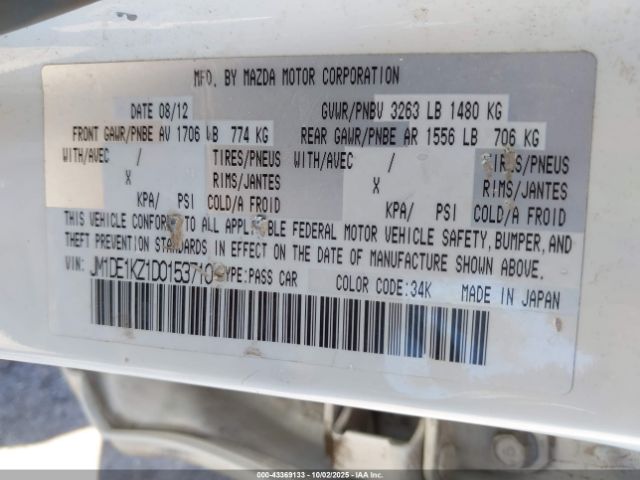 MFD. BY MAZDA MOTOR CORPORATION
DATE 08/12 GVWR/PNBV 3263 LB 1480 KG
FRONT GAWR/PNBE AV 1706 LB 774 KG REAR GAWR/PNBE AR 1556 LB 706 KG
WITH/AVEC / TIRES/PNEUS WITH/AVEC / TIRES/PNEUS
X RIMS/JANTES X RIMS/JANTES
KPA/ PSI COLD/A FROID KPA/ PSI COLD/A FROID
THIS VEHICLE CONFORMS TO ALL APPLICABLE FEDERAL MOTOR VEHICLE SAFETY, BUMPER, AND
THEFT PREVENTION STANDARDS IN EFFECT ON THE DATE OF MANUFACTURE SHOWN ABOVE.
VIN: JM1DE1KZ1D0153710 TYPE:PASS CAR COLOR CODE:34K MADE IN JAPAN
000-43369133 - 10/02/2025 - IAAI.COM